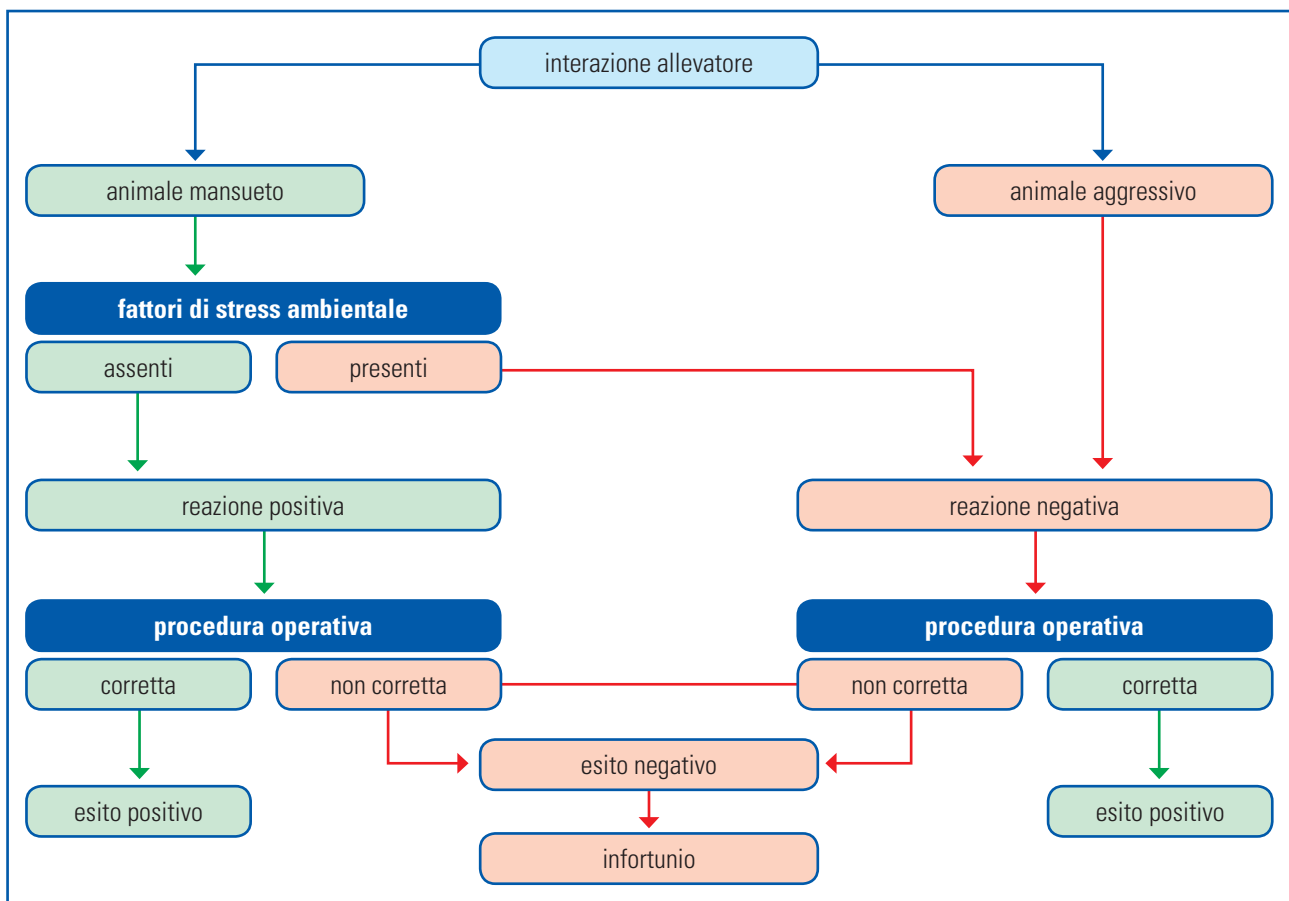 interazione allevatore
animale mansueto
animale aggressivo
fattori di stress ambientale
assenti
presenti
reazione positiva
reazione negativa
procedura operativa
procedura operativa
corretta
non corretta
non corretta
corretta
esito negativo
esito positivo
esito positivo
infortunio